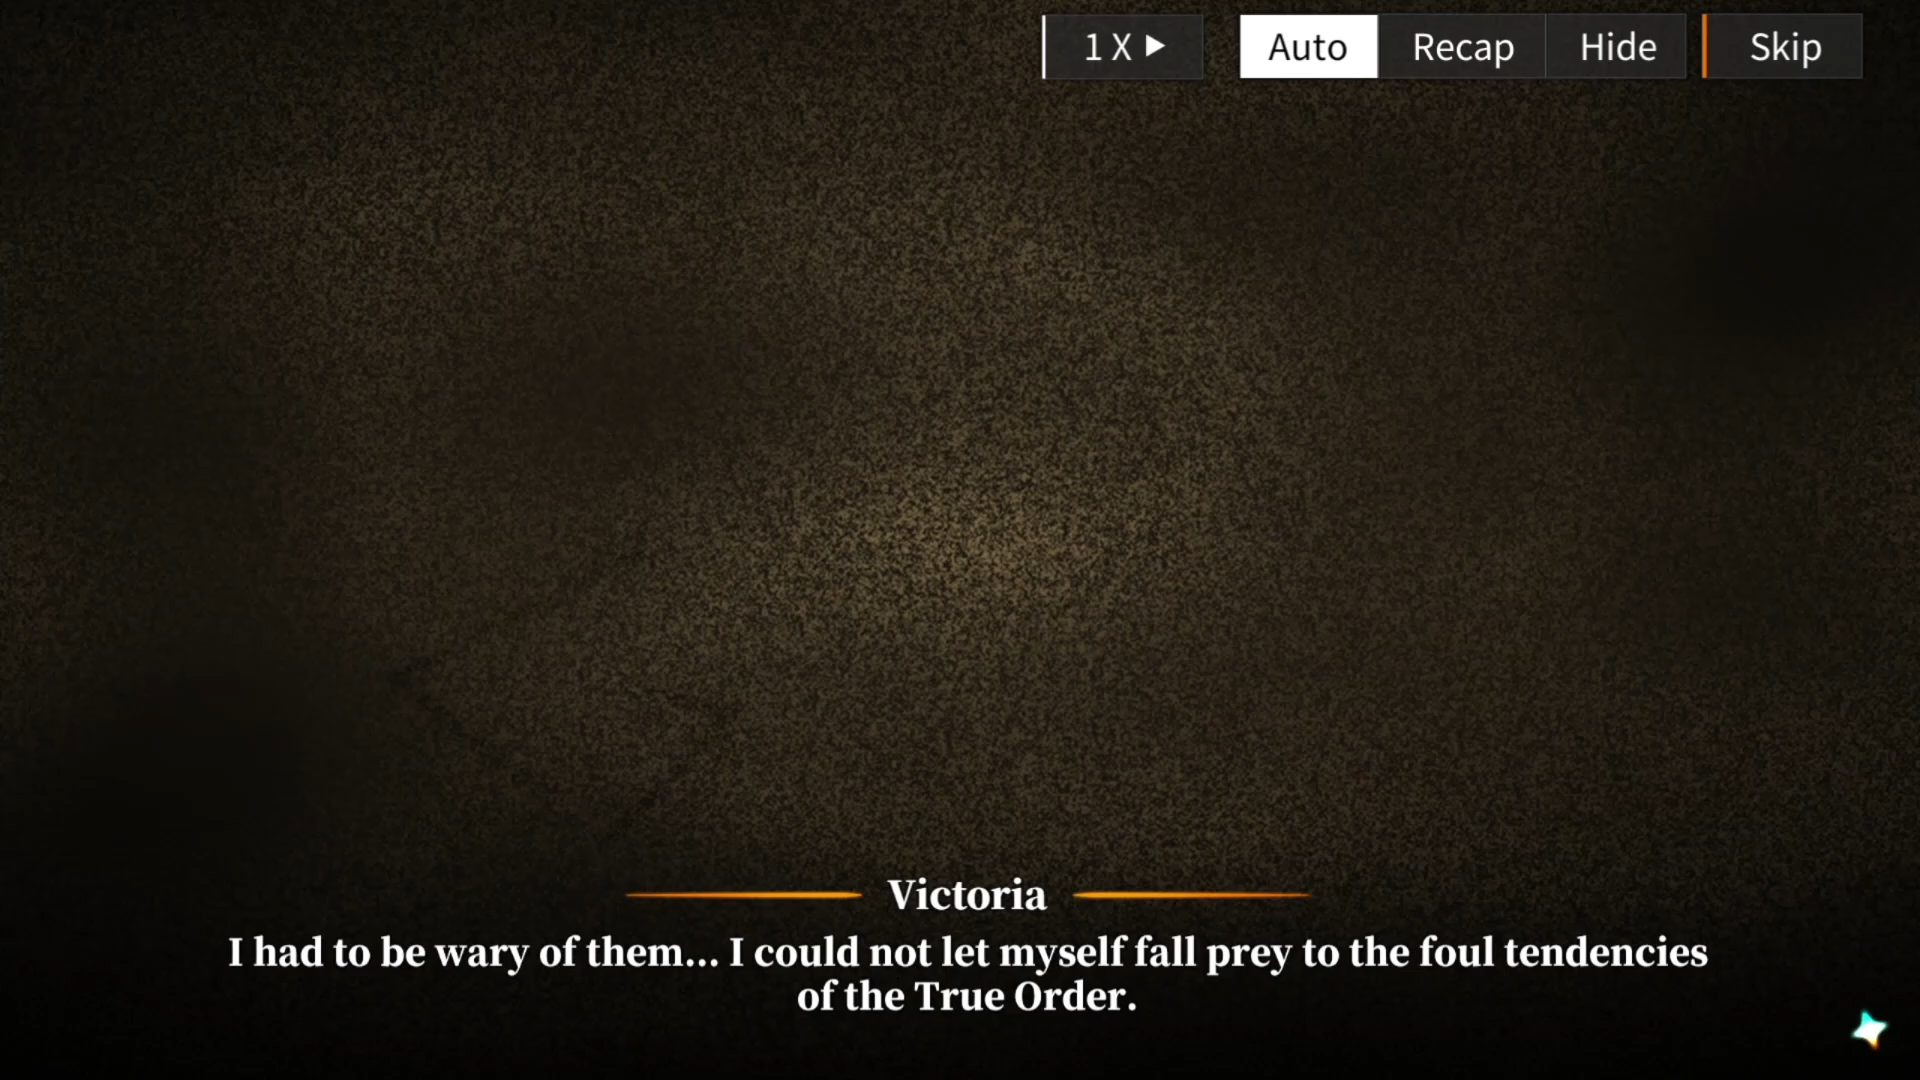 1 X
Auto
Recap
Hide
Skip
Victoria
I had to be wary of them... I could not let myself fall prey to the foul tendencies
of the True Order.